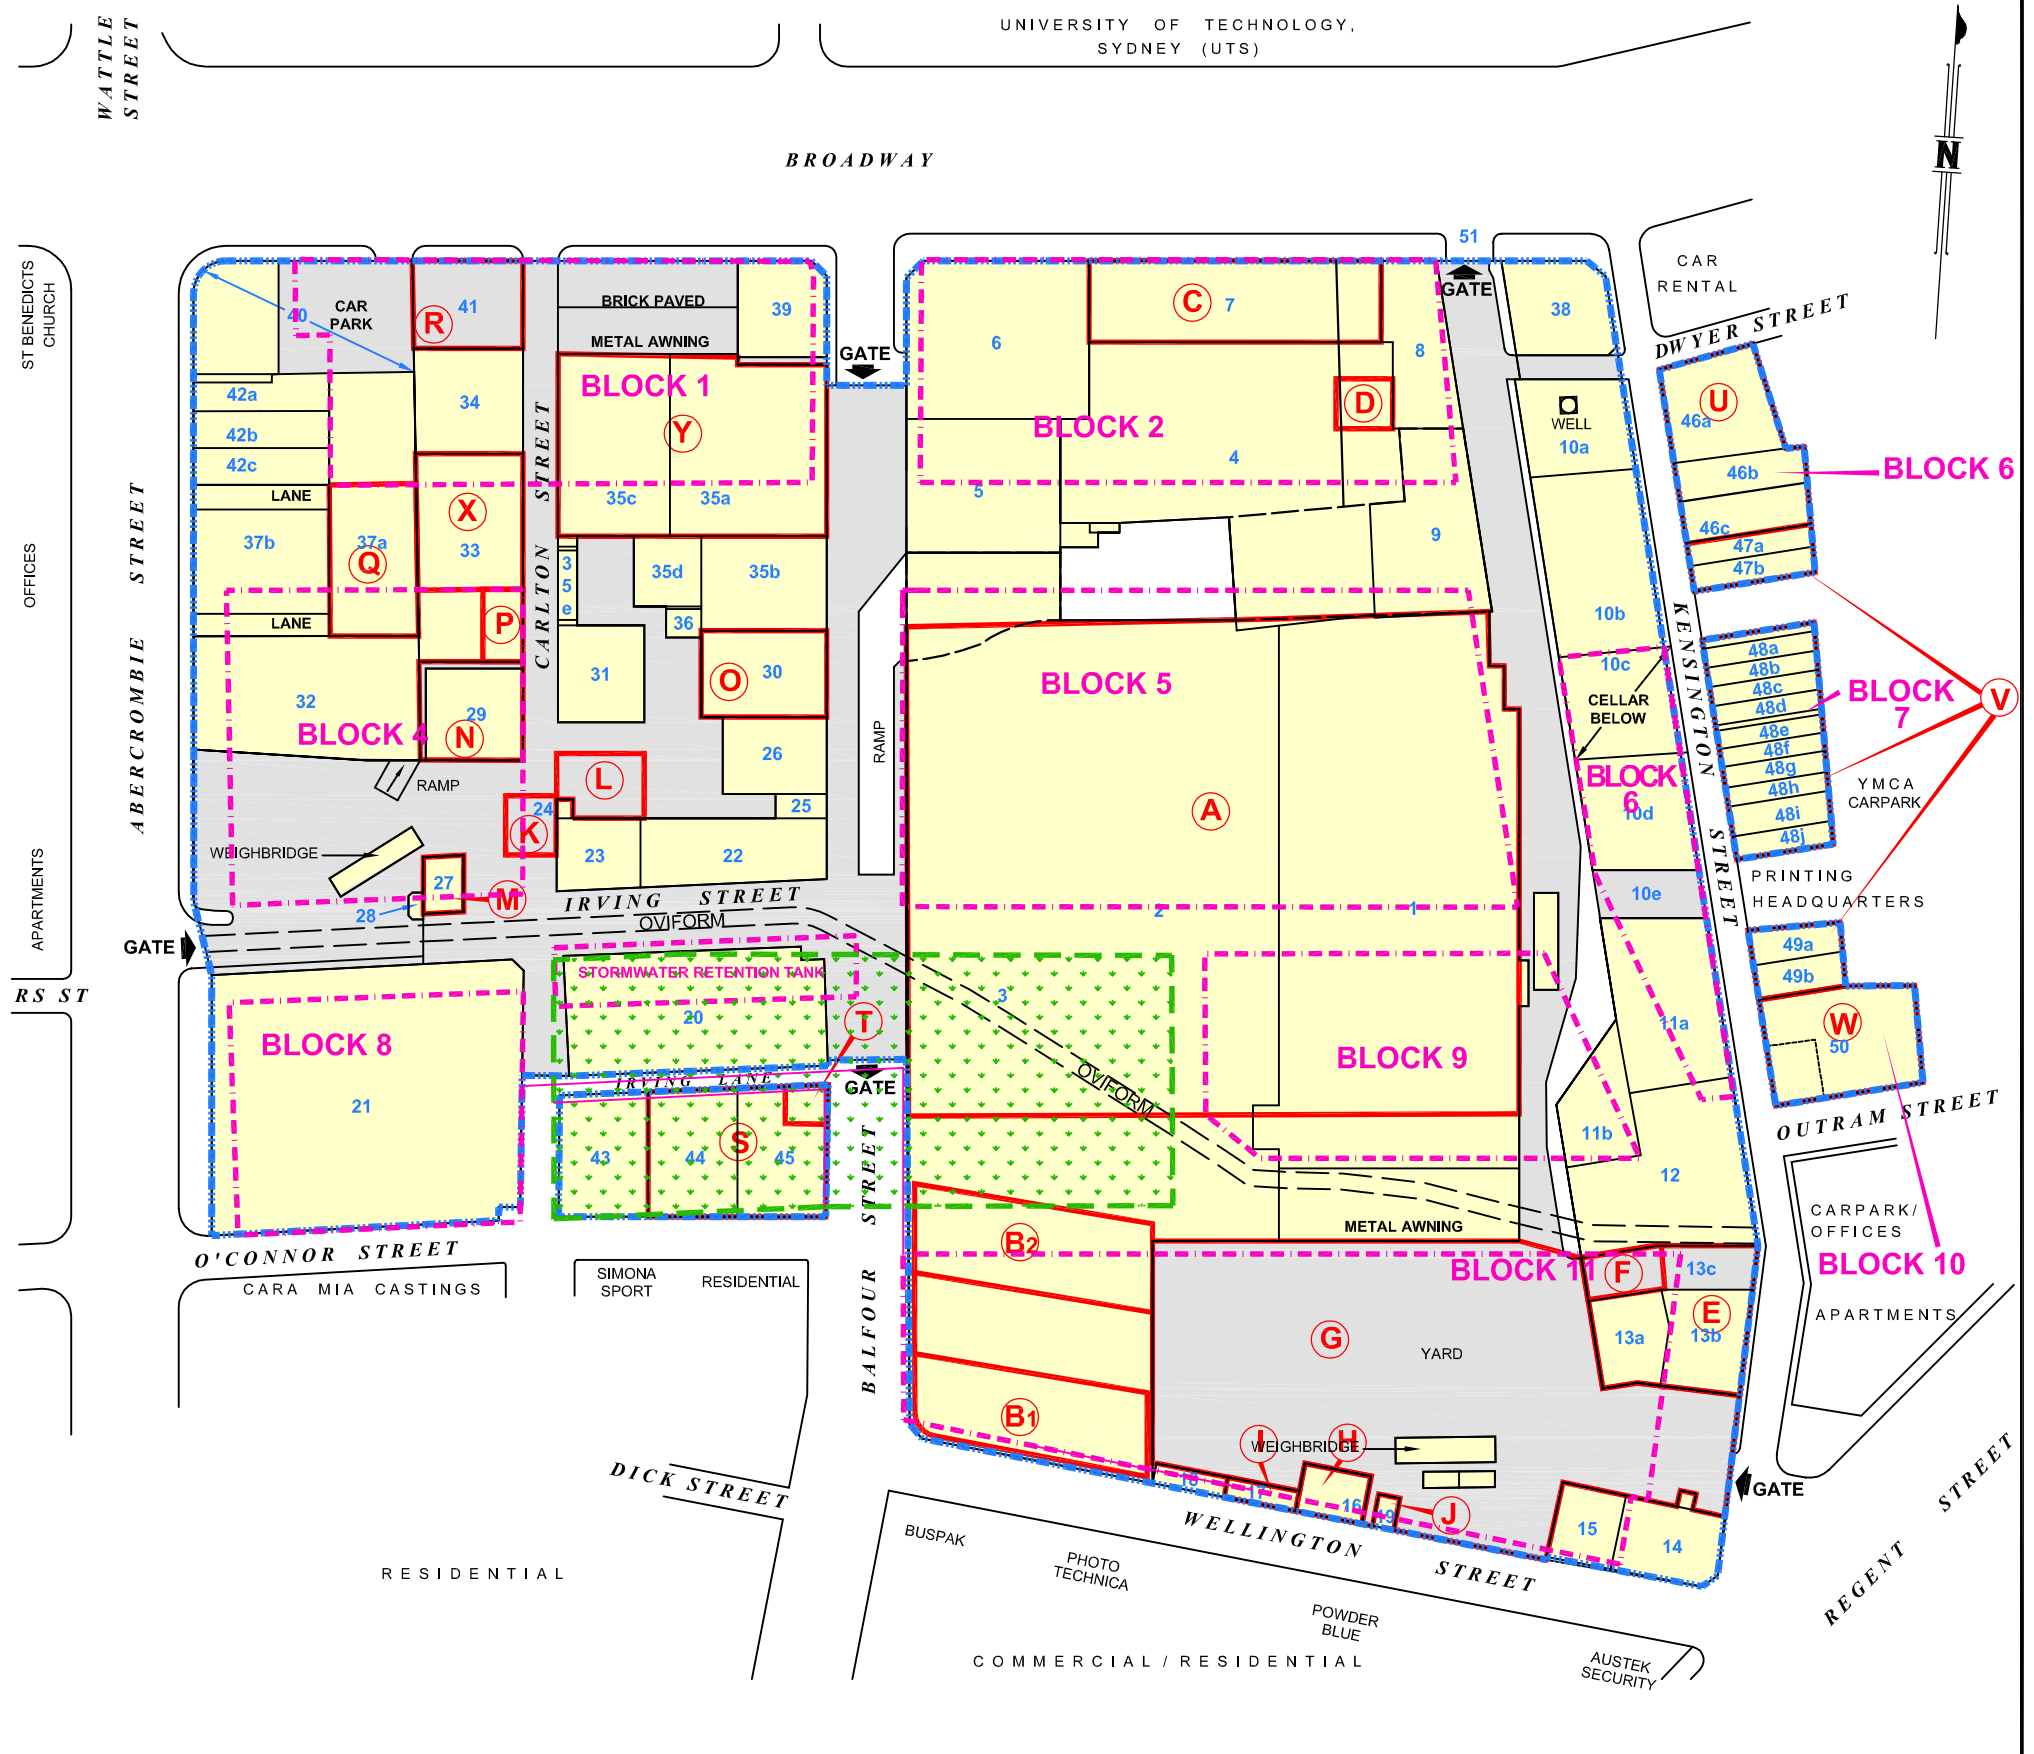 UNIVERSITY OF TECHNOLOGY,
SYDNEY (UTS)
WATTLE
STREET
BROADWAY
N
ST BENEDICTS
CHURCH
OFFICES
APARTMENTS
ABERCROMBIE STREET
RS ST
CAR
RENTAL
DWYER STREET
51
GATE
40
CAR
PARK
R
41
BRICK PAVED
METAL AWNING
39
GATE
6
C
7
8
38
BLOCK 1
Y
35c
35a
BLOCK 2
D
4
5
9
WELL
10a
U
46a
46b
46c
BLOCK 6
47a
47b
42a
42b
42c
LANE
37b
37a
Q
34
X
33
CARLTON STREET
LANE
P
3
5
e
35d
35b
36
31
O
30
32
BLOCK 4
29
N
RAMP
RAMP
26
25
L
24
K
23
22
WEIGHBRIDGE
27
28
M
IRVING STREET
OVIFORM
GATE
BLOCK 5
A
2
1
10b
10c
CELLAR
BELOW
BLOCK
6
10d
10e
KENSINGTON STREET
48a
48b
48c
48d
48e
48f
48g
48h
48i
48j
BLOCK
7
V
YMCA
CARPARK
PRINTING
HEADQUARTERS
49a
49b
W
50
OUTRAM STREET
STORMWATER RETENTION TANK
20
3
T
BLOCK 8
21
IRVING LANE
GATE
43
44
S
45
BLOCK 9
OVIFORM
11a
11b
12
METAL AWNING
BALFOUR STREET
O'CONNOR STREET
CARA MIA CASTINGS
SIMONA
SPORT
RESIDENTIAL
B2
B1
BLOCK 11
F
13c
E
13a
13b
G
YARD
CARPARK/
OFFICES
BLOCK 10
APARTMENTS
I
WEIGHBRIDGE
H
18
17
16
19
J
15
14
GATE
DICK STREET
WELLINGTON STREET
REGENT STREET
BUSPAK
PHOTO
TECHNICA
POWDER
BLUE
AUSTEK
SECURITY
RESIDENTIAL
COMMERCIAL / RESIDENTIAL